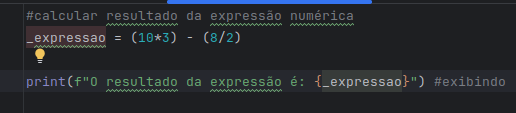 #calcular resultado da expressão numérica
_expressao = (10*3) - (8/2)
print(f"O resultado da expressão é: {_expressao}") #exibindo